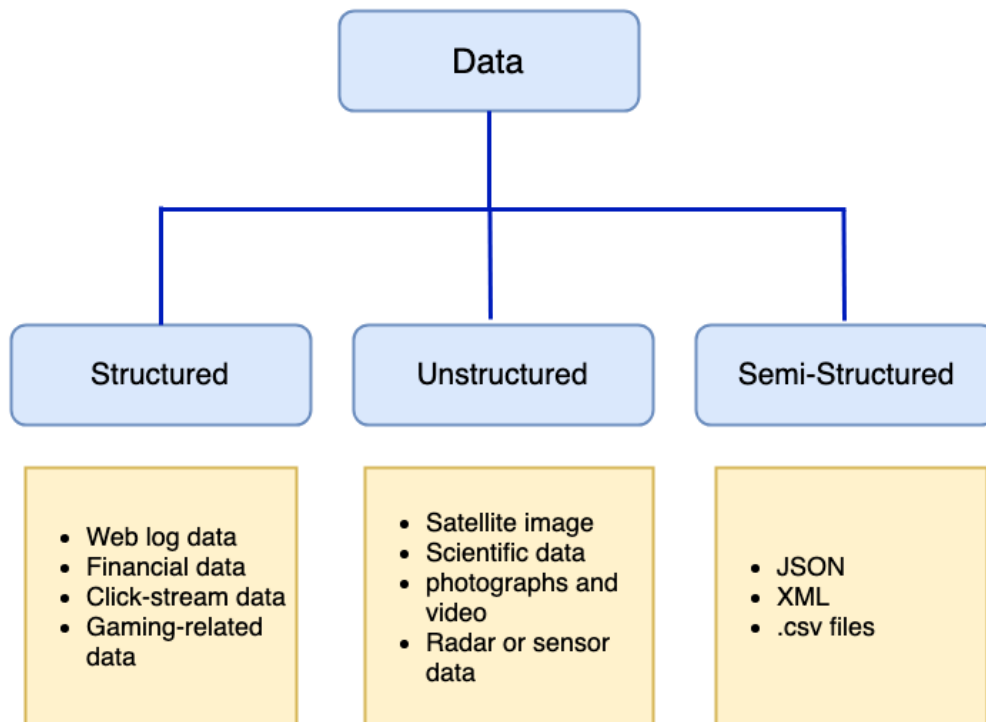 Data
Structured
Unstructured
Semi-Structured
• Web log data
• Financial data
• Click-stream data
• Gaming-related
data
• Satellite image
• Scientific data
• photographs and
video
• Radar or sensor
data
• JSON
• XML
• .csv files